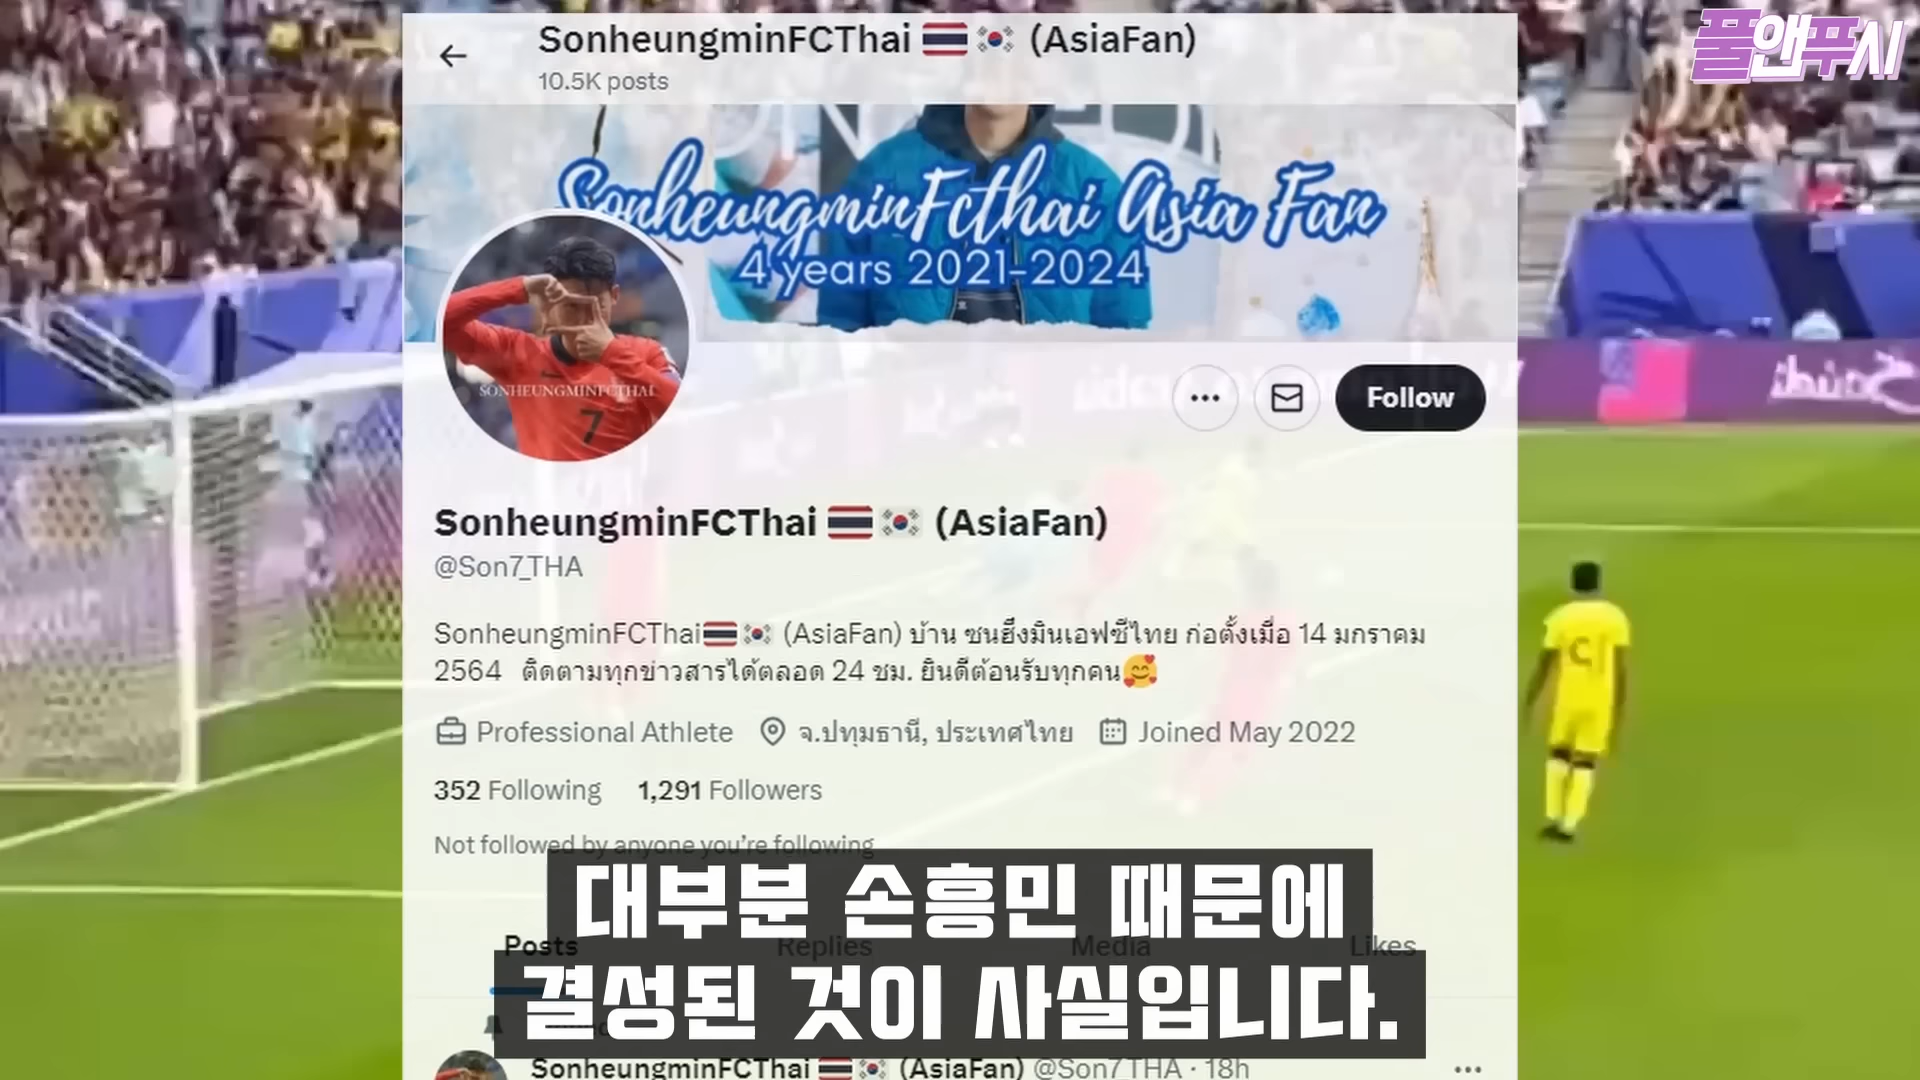 풀앤푸시
SonheungminFCThai 🇹🇭 🇰🇷 (AsiaFan)
10.5K posts
SonheungminFcthai Asia Fan
4 years 2021-2024
SONHEUNGMINFCTHAI
7
Follow
SonheungminFCThai 🇹🇭 🇰🇷 (AsiaFan)
@Son7_THA
SonheungminFCThai🇹🇭 🇰🇷 (AsiaFan) บ้าน ซนฮึงมินเอฟซีไทย ก่อตั้งเมื่อ 14 มกราคม
2564 ติดตามทุกข่าวสารได้ตลอด 24 ชม. ยินดีต้อนรับทุกคน🥰
Professional Athlete จ.ปทุมธานี, ประเทศไทย Joined May 2022
352 Following 1,291 Followers
Not followed by anyone you're following
대부분 손흥민 때문에
Posts Replies Media Likes
결성된 것이 사실입니다.
SonheungminFCThai 🇹🇭 🇰🇷 (AsiaFan) @Son7_THA · 18h